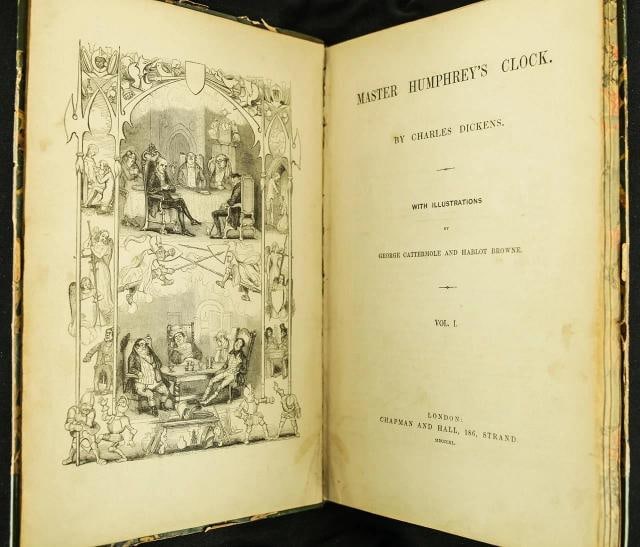 MASTER HUMPHREY'S CLOCK.
BY CHARLES DICKENS.
WITH ILLUSTRATIONS
BY
GEORGE CATTERMOLE AND HABLOT BROWNE.
VOL. I.
LONDON:
CHAPMAN AND HALL, 186, STRAND.
MDCCCXL.